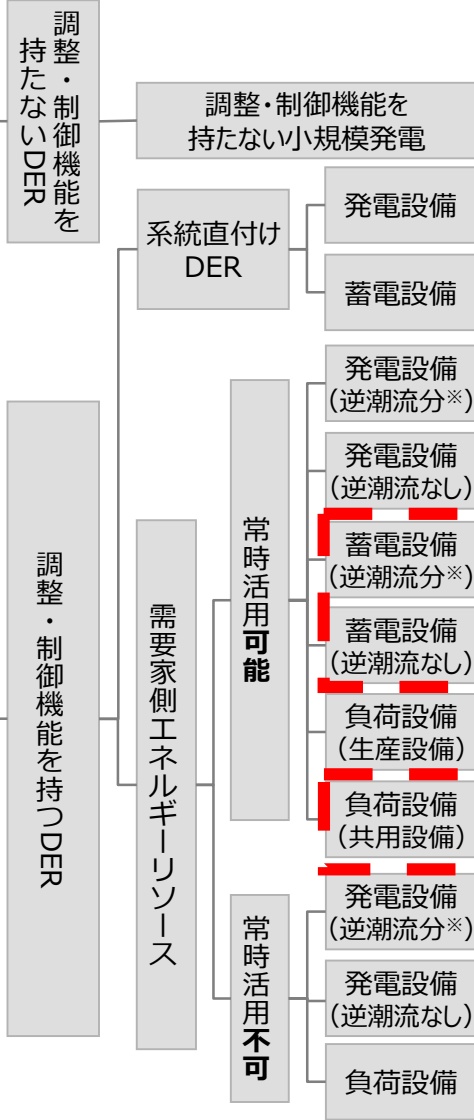 調整・制御機能を
持たないDER
調整・制御機能を
持たない小規模発電
系統直付け
DER
発電設備
蓄電設備
調整・制御機能を持つDER
需要家側エネルギーリソース
常時活用可能
発電設備
(逆潮流分※)
発電設備
(逆潮流なし)
蓄電設備
(逆潮流分※)
蓄電設備
(逆潮流なし)
負荷設備
(生産設備)
負荷設備
(共用設備)
常時活用不可
発電設備
(逆潮流分※)
発電設備
(逆潮流なし)
負荷設備